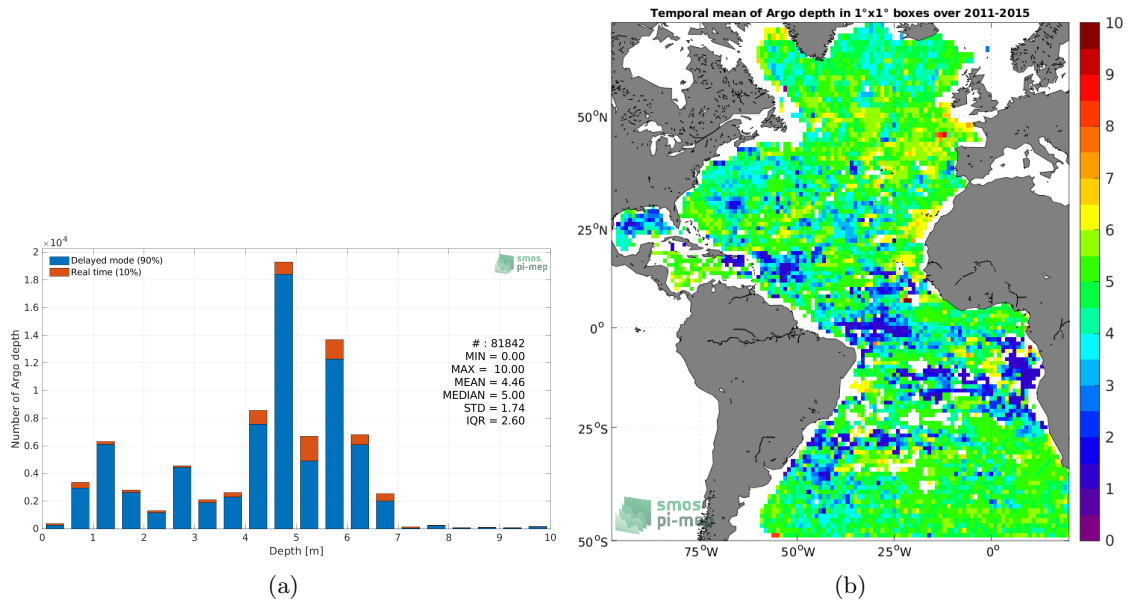 ×10⁴
Delayed mode (90%)
Real time (10%)
smos
pi-mep
2
1.8
1.6
1.4
1.2
1
0.8
0.6
0.4
0.2
0
Number of Argo depth
# : 81842
MIN = 0.00
MAX = 10.00
MEAN = 4.46
MEDIAN = 5.00
STD = 1.74
IQR = 2.60
0 1 2 3 4 5 6 7 8 9 10
Depth [m]
(a)
Temporal mean of Argo depth in 1°x1° boxes over 2011-2015
50°N
25°N
0°
25°S
50°S
75°W 50°W 25°W 0°
smos
pi-mep
10
9
8
7
6
5
4
3
2
1
0
(b)